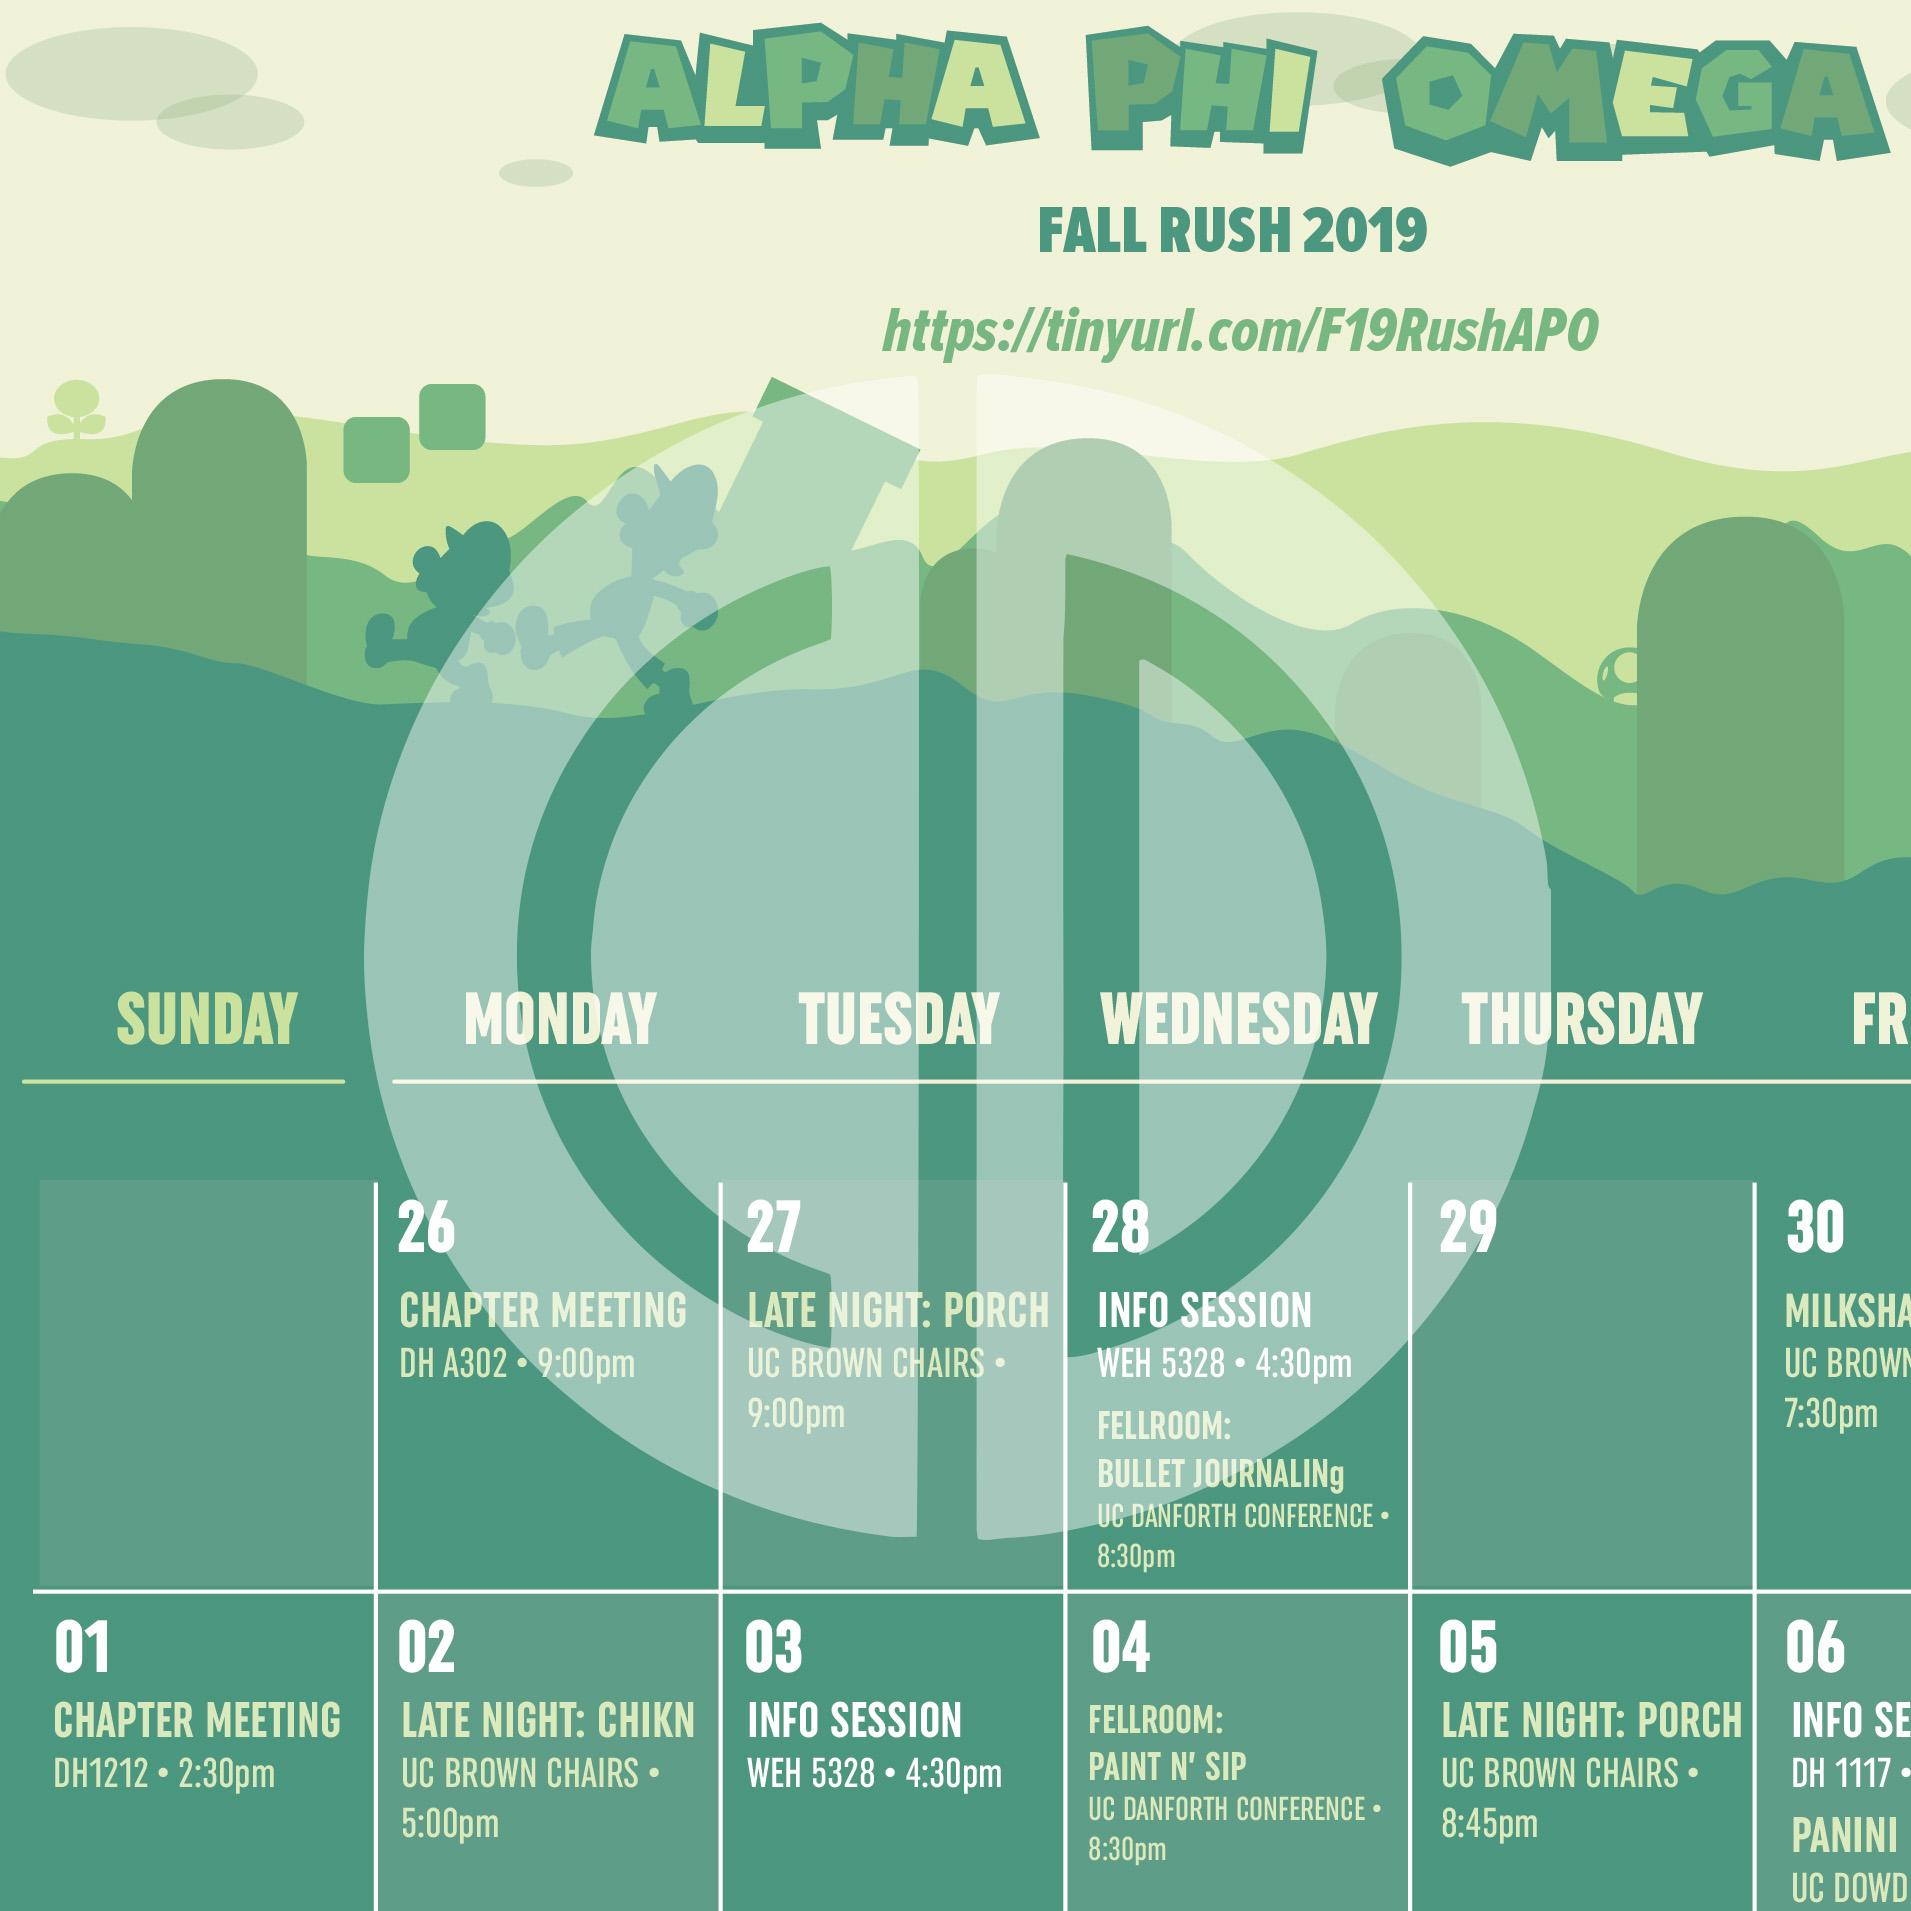 ALPHA PHI OMEGA
FALL RUSH 2019
https://tinyurl.com/F19RushAPO
SUNDAY MONDAY TUESDAY WEDNESDAY THURSDAY FR
26
CHAPTER MEETING
DH A302 • 9:00pm
27
LATE NIGHT: PORCH
UC BROWN CHAIRS •
9:00pm
28
INFO SESSION
WEH 5328 • 4:30pm
FELLROOM:
BULLET JOURNALINg
UC DANFORTH CONFERENCE •
8:30pm
29
30
MILKSHA
UC BROWN
7:30pm
01
CHAPTER MEETING
DH1212 • 2:30pm
02
LATE NIGHT: CHIKN
UC BROWN CHAIRS •
5:00pm
03
INFO SESSION
WEH 5328 • 4:30pm
04
FELLROOM:
PAINT N' SIP
UC DANFORTH CONFERENCE •
8:30pm
05
LATE NIGHT: PORCH
UC BROWN CHAIRS •
8:45pm
06
INFO SE
DH 1117 •
PANINI
UC DOWD